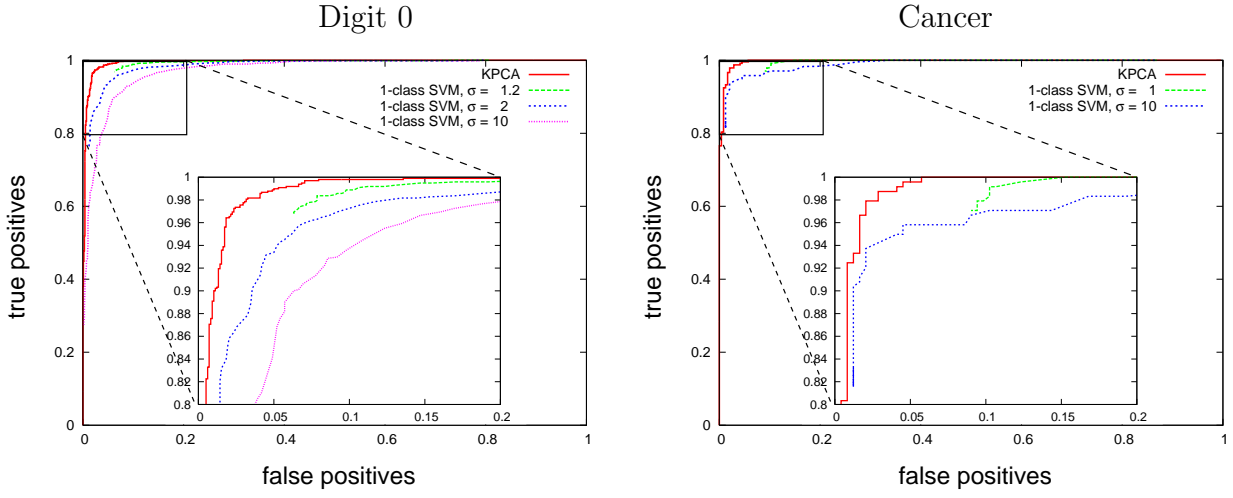 Digit 0
1
0.8
0.6
0.4
0.2
0
true positives
KPCA
1-class SVM, σ = 1.2
1-class SVM, σ = 2
1-class SVM, σ = 10
1
0.98
0.96
0.94
0.92
0.9
0.88
0.86
0.84
0.82
0.8
0 0.05 0.1 0.15 0.2
0 0.2 0.4 0.6 0.8 1
false positives
Cancer
1
0.8
0.6
0.4
0.2
0
true positives
KPCA
1-class SVM, σ = 1
1-class SVM, σ = 10
1
0.98
0.96
0.94
0.92
0.9
0.88
0.86
0.84
0.82
0.8
0 0.05 0.1 0.15 0.2
0 0.2 0.4 0.6 0.8 1
false positives